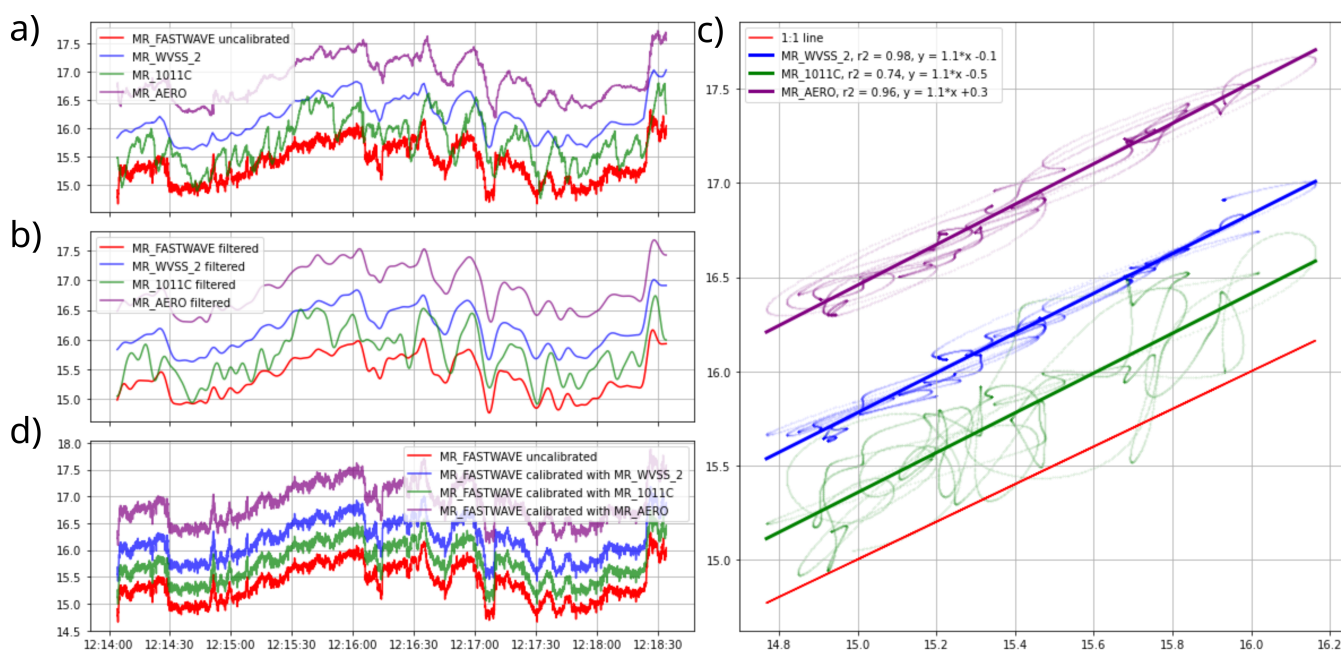 a)
MR_FASTWAVE uncalibrated
MR_WVSS_2
MR_1011C
MR_AERO
17.5
17.0
16.5
16.0
15.5
15.0
b)
MR_FASTWAVE filtered
MR_WVSS_2 filtered
MR_1011C filtered
MR_AERO filtered
17.5
17.0
16.5
16.0
15.5
15.0
d)
MR_FASTWAVE uncalibrated
MR_FASTWAVE calibrated with MR_WVSS_2
MR_FASTWAVE calibrated with MR_1011C
MR_FASTWAVE calibrated with MR_AERO
18.0
17.5
17.0
16.5
16.0
15.5
15.0
14.5
12:14:00 12:14:30 12:15:00 12:15:30 12:16:00 12:16:30 12:17:00 12:17:30 12:18:00 12:18:30
c)
1:1 line
MR_WVSS_2, r2 = 0.98, y = 1.1*x -0.1
MR_1011C, r2 = 0.74, y = 1.1*x -0.5
MR_AERO, r2 = 0.96, y = 1.1*x +0.3
17.5
17.0
16.5
16.0
15.5
15.0
14.8 15.0 15.2 15.4 15.6 15.8 16.0 16.2